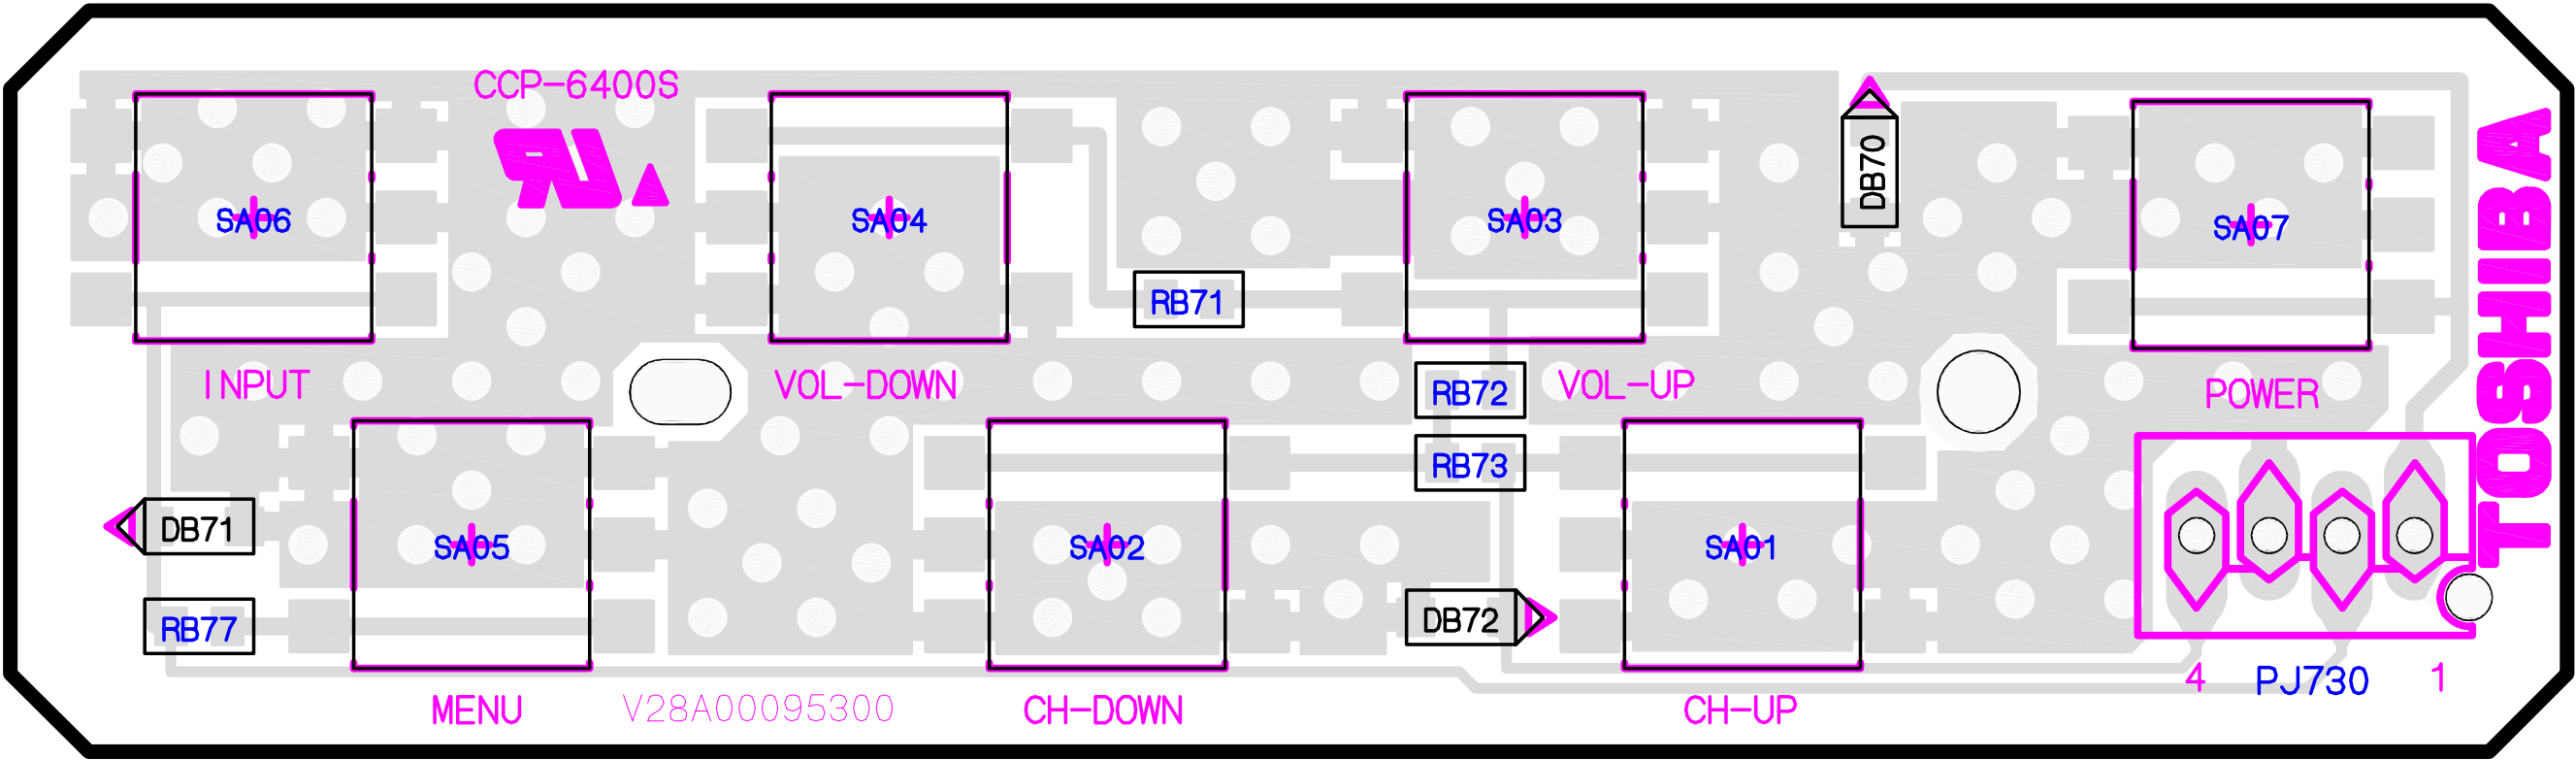 CCP-6400S
DB70
TOSHIBA
SA06
SA04
SA03
SA07
RB71
INPUT
VOL-DOWN
RB72
VOL-UP
POWER
RB73
DB71
SA05
SA02
SA01
RB77
DB72
4
PJ730
1
MENU
V28A00095300
CH-DOWN
CH-UP